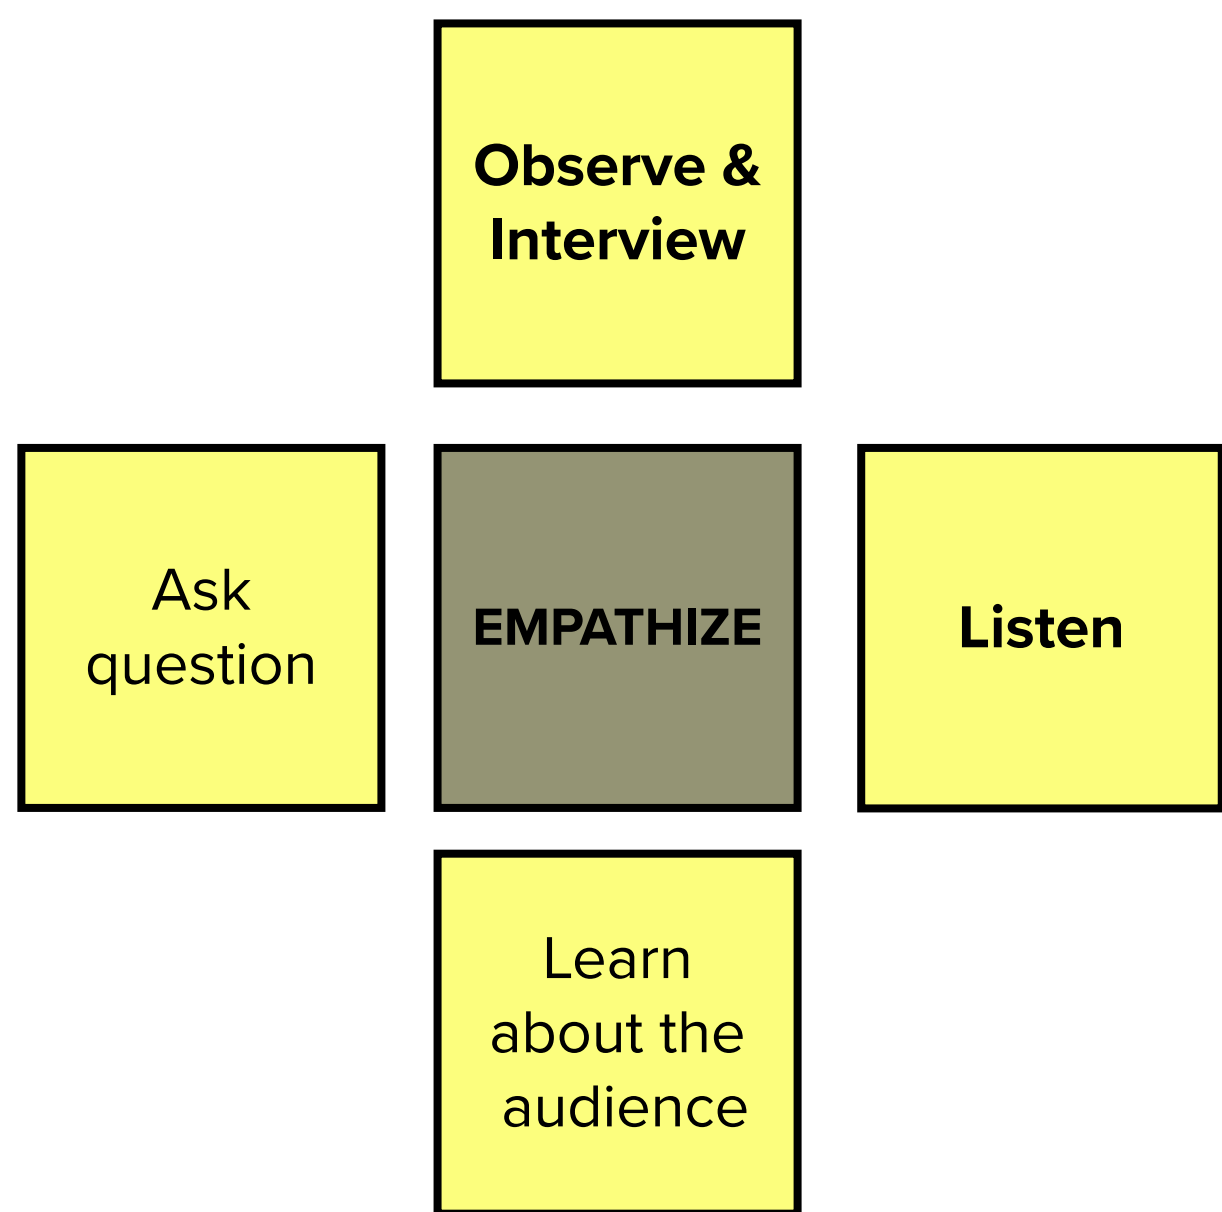 Observe &
Interview
Ask
question
EMPATHIZE
Listen
Learn
about the
audience